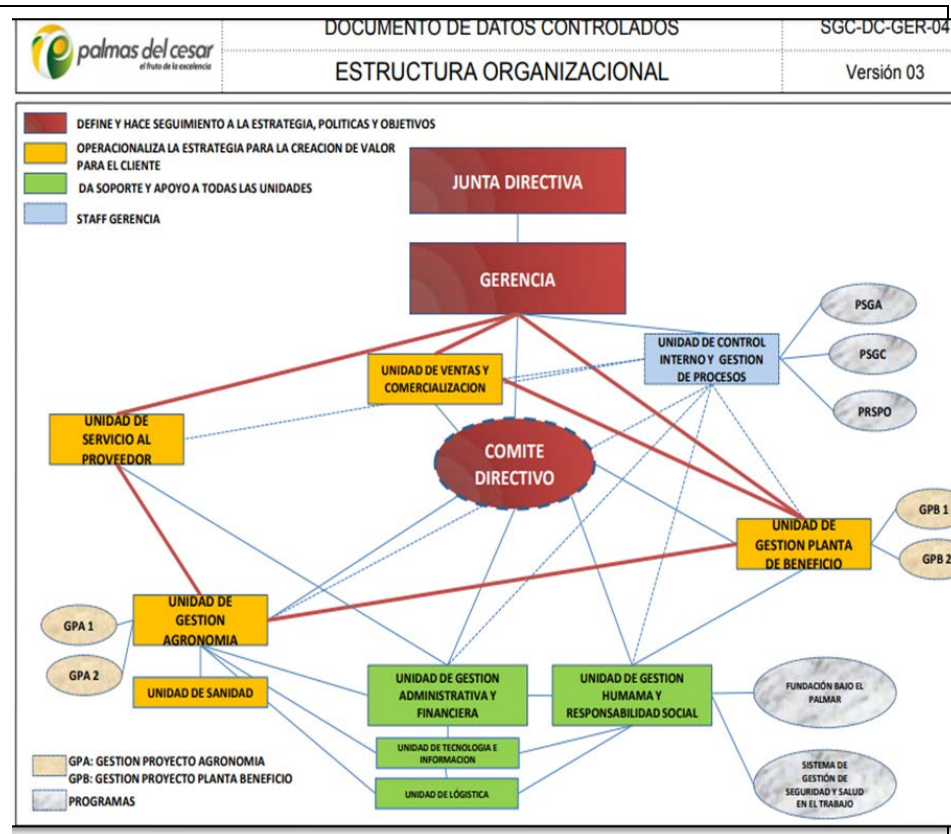 palmas del cesar
el fruto de la excelencia
DOCUMENTO DE DATOS CONTROLADOS
SGC-DC-GER-04
ESTRUCTURA ORGANIZACIONAL
Versión 03
DEFINE Y HACE SEGUIMIENTO A LA ESTRATEGIA, POLITICAS Y OBJETIVOS
OPERACIONALIZA LA ESTRATEGIA PARA LA CREACION DE VALOR
PARA EL CLIENTE
DA SOPORTE Y APOYO A TODAS LAS UNIDADES
STAFF GERENCIA
JUNTA DIRECTIVA
GERENCIA
PSGA
UNIDAD DE CONTROL
INTERNO Y GESTION
DE PROCESOS
PSGC
PRSPO
UNIDAD DE VENTAS Y
COMERCIALIZACION
UNIDAD DE
SERVICIO AL
PROVEEDOR
COMITE
DIRECTIVO
UNIDAD DE
GESTION PLANTA
DE BENEFICIO
GPB 1
GPB 2
UNIDAD DE
GESTION
AGRONOMIA
GPA 1
GPA 2
UNIDAD DE SANIDAD
UNIDAD DE GESTION
ADMINISTRATIVA Y
FINANCIERA
UNIDAD DE GESTION
HUMAMA Y
RESPONSABILIDAD SOCIAL
FUNDACIÓN BAJO EL
PALMAR
UNIDAD DE TECNOLOGIA E
INFORMACION
UNIDAD DE LÓGISTICA
SISTEMA DE
GESTIÓN DE
SEGURIDAD Y SALUD
EN EL TRABAJO
GPA: GESTION PROYECTO AGRONOMIA
GPB: GESTION PROYECTO PLANTA BENEFICIO
PROGRAMAS